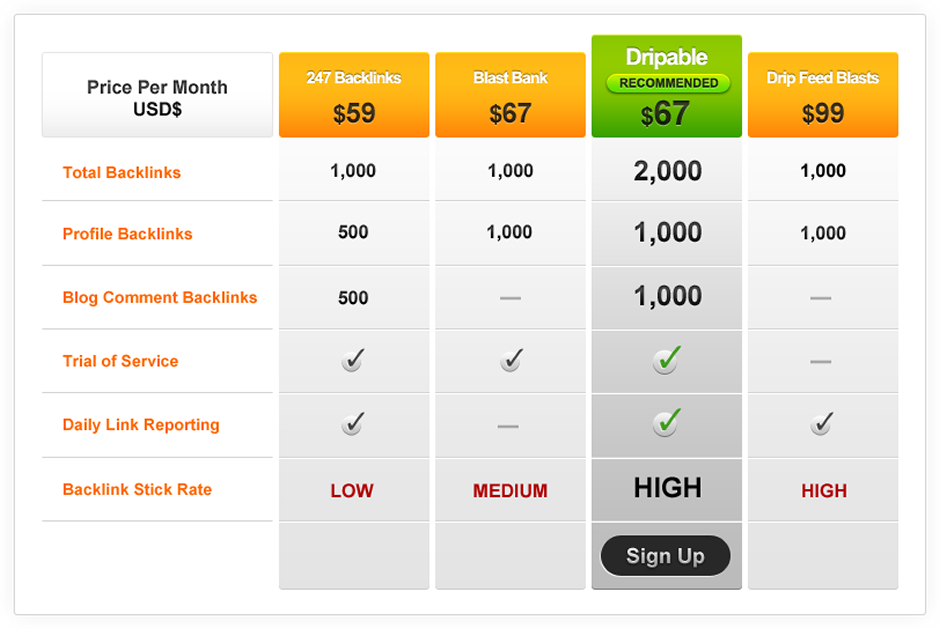 Price Per Month
USD$
247 Backlinks
$59
Blast Bank
$67
Dripable
RECOMMENDED
$67
Drip Feed Blasts
$99
Total Backlinks 1,000 1,000 2,000 1,000
Profile Backlinks 500 1,000 1,000 1,000
Blog Comment Backlinks 500 — 1,000 —
Trial of Service ✓ ✓ ✓ —
Daily Link Reporting ✓ — ✓ ✓
Backlink Stick Rate LOW MEDIUM HIGH HIGH
Sign Up